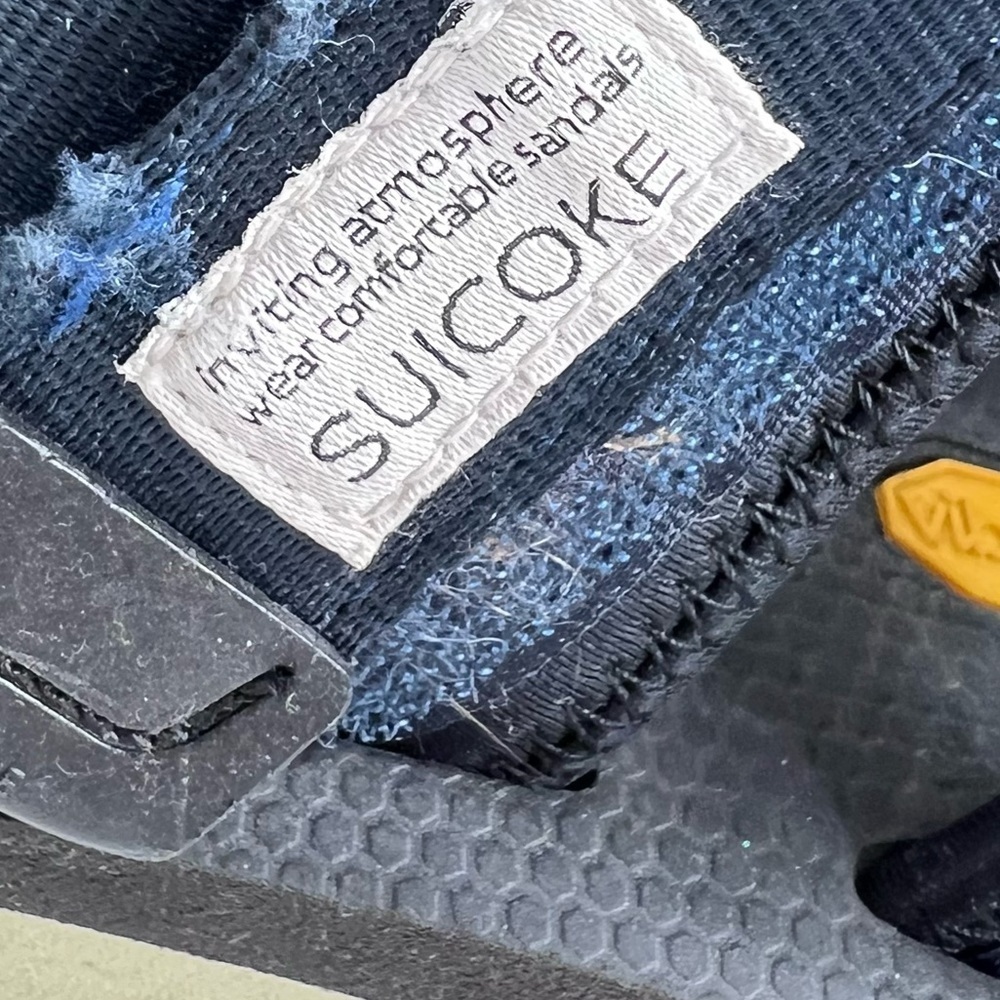 inviting atmosphere
wear comfortable sandals
SUICOKE